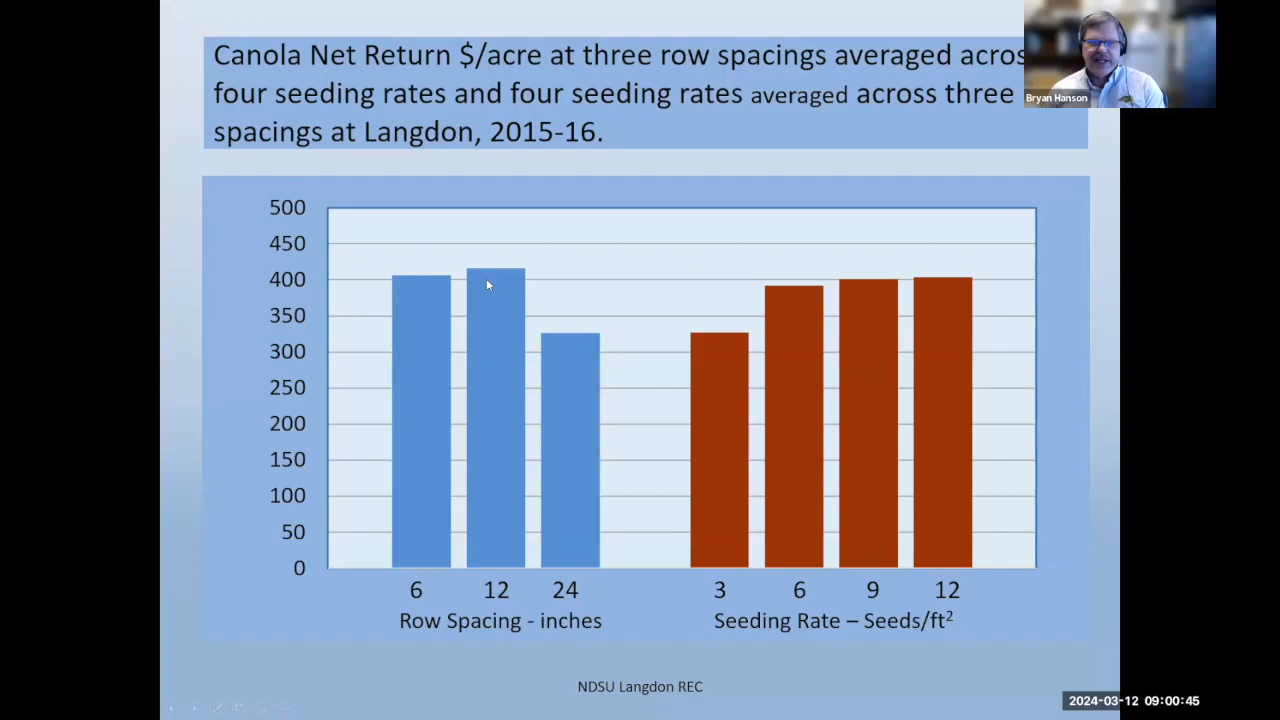 Canola Net Return $/acre at three row spacings averaged acros
four seeding rates and four seeding rates averaged across three
spacings at Langdon, 2015-16.
Bryan Hanson
500
450
400
350
300
250
200
150
100
50
0
6 12 24 3 6 9 12
Row Spacing - inches Seeding Rate – Seeds/ft²
NDSU Langdon REC
2024-03-12 09:00:45